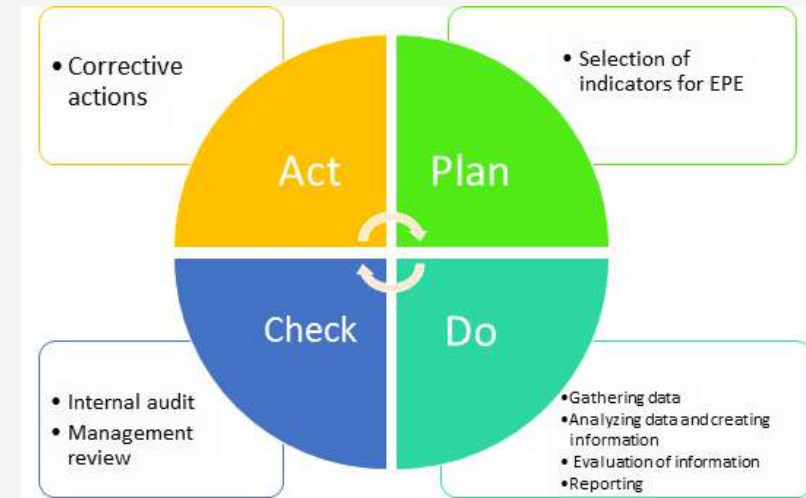 • Corrective
actions
• Selection of
indicators for EPE
Act
Plan
Check
Do
• Internal audit
• Management
review
•Gathering data
•Analyzing data and creating
information
• Evaluation of information
•Reporting